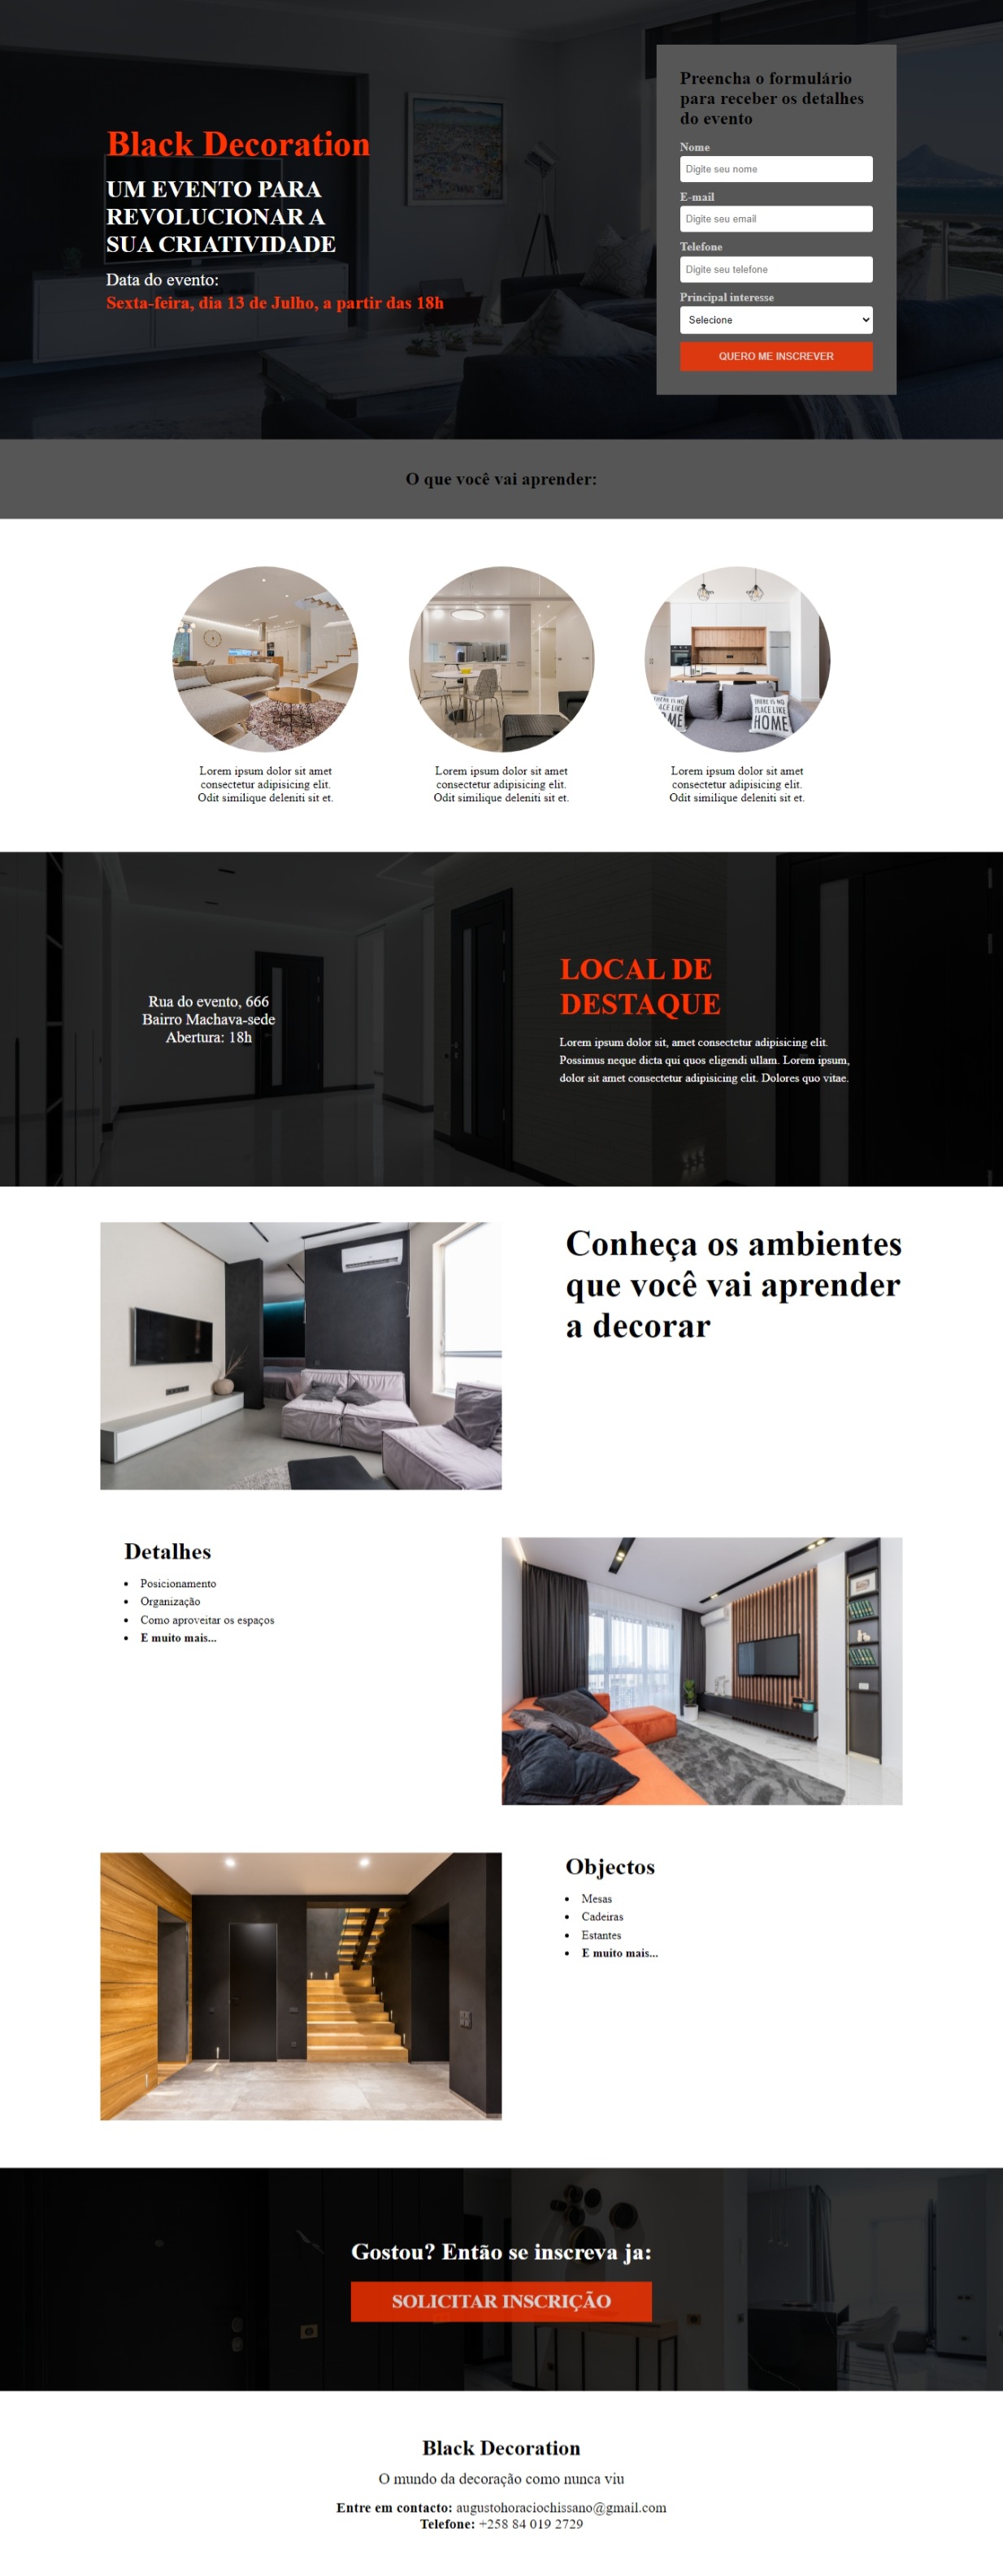 Black Decoration
UM EVENTO PARA
REVOLUCIONAR A
SUA CRIATIVIDADE
Data do evento:
Sexta-feira, dia 13 de Julho, a partir das 18h
Preencha o formulário
para receber os detalhes
do evento
Nome
Digite seu nome
E-mail
Digite seu email
Telefone
Digite seu telefone
Principal interesse
Selecione
QUERO ME INSCREVER
O que você vai aprender:
THERE IS NO
PLACE LIKE
HOME
Lorem ipsum dolor sit amet
consectetur adipisicing elit.
Odit similique deleniti sit et.
Lorem ipsum dolor sit amet
consectetur adipisicing elit.
Odit similique deleniti sit et.
Lorem ipsum dolor sit amet
consectetur adipisicing elit.
Odit similique deleniti sit et.
Rua do evento, 666
Bairro Machava-sede
Abertura: 18h
LOCAL DE
DESTAQUE
Lorem ipsum dolor sit, amet consectetur adipisicing elit.
Possimus neque dicta qui quos eligendi ullam. Lorem ipsum,
dolor sit amet consectetur adipisicing elit. Dolores quo vitae.
Conheça os ambientes
que você vai aprender
a decorar
Detalhes
• Posicionamento
• Organização
• Como aproveitar os espaços
• E muito mais...
Objectos
• Mesas
• Cadeiras
• Estantes
• E muito mais...
Gostou? Então se inscreva ja:
SOLICITAR INSCRIÇÃO
Black Decoration
O mundo da decoração como nunca viu
Entre em contacto: augustohoraciochissano@gmail.com
Telefone: +258 84 019 2729